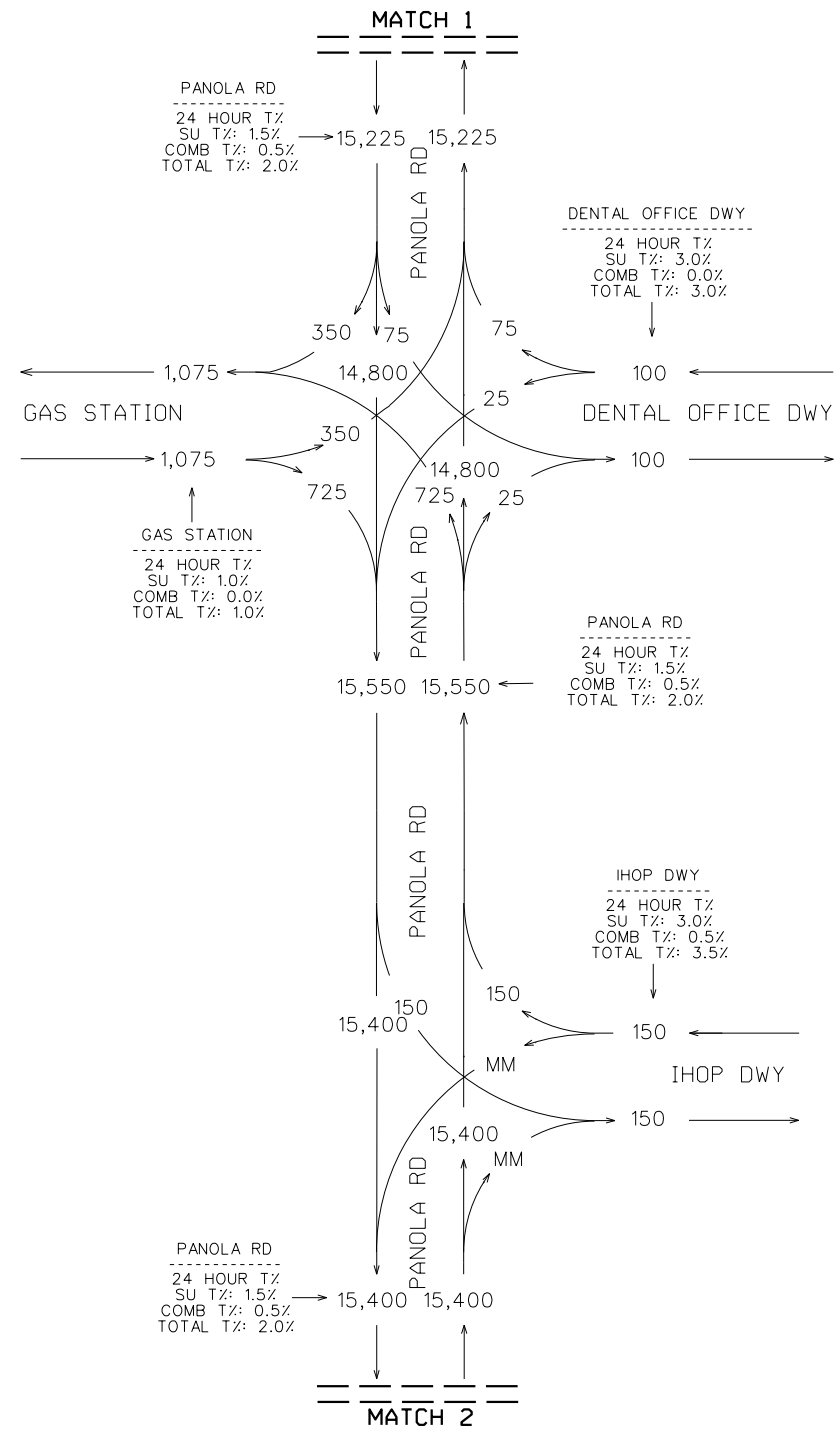 MATCH 1
PANOLA RD
24 HOUR T%
SU T%: 1.5%
COMB T%: 0.5%
TOTAL T%: 2.0%
15,225 15,225
PANOLA RD
DENTAL OFFICE DWY
24 HOUR T%
SU T%: 3.0%
COMB T%: 0.0%
TOTAL T%: 3.0%
350 75
75
1,075
14,800
100
25
GAS STATION
DENTAL OFFICE DWY
350
1,075
14,800
100
725
725
25
GAS STATION
24 HOUR T%
SU T%: 1.0%
COMB T%: 0.0%
TOTAL T%: 1.0%
PANOLA RD
PANOLA RD
24 HOUR T%
SU T%: 1.5%
COMB T%: 0.5%
TOTAL T%: 2.0%
15,550 15,550
PANOLA RD
IHOP DWY
24 HOUR T%
SU T%: 3.0%
COMB T%: 0.5%
TOTAL T%: 3.5%
150
150
15,400
150
MM
IHOP DWY
15,400
150
MM
PANOLA RD
PANOLA RD
24 HOUR T%
SU T%: 1.5%
COMB T%: 0.5%
TOTAL T%: 2.0%
15,400 15,400
MATCH 2